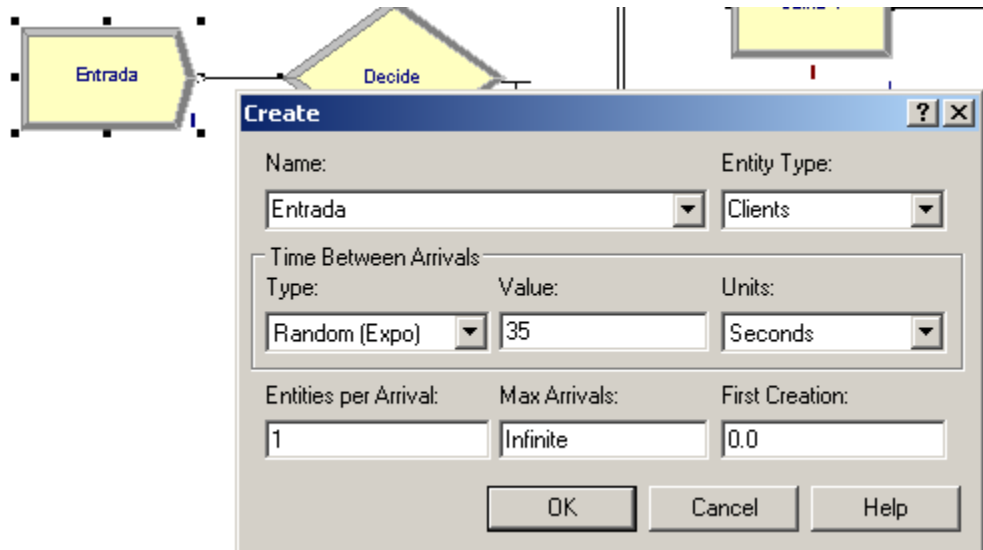 Entrada
Decide
Create
Name:
Entity Type:
Entrada
Clients
Time Between Arrivals
Type:
Value:
Units:
Random (Expo)
35
Seconds
Entities per Arrival:
Max Arrivals:
First Creation:
1
Infinite
0.0
OK
Cancel
Help